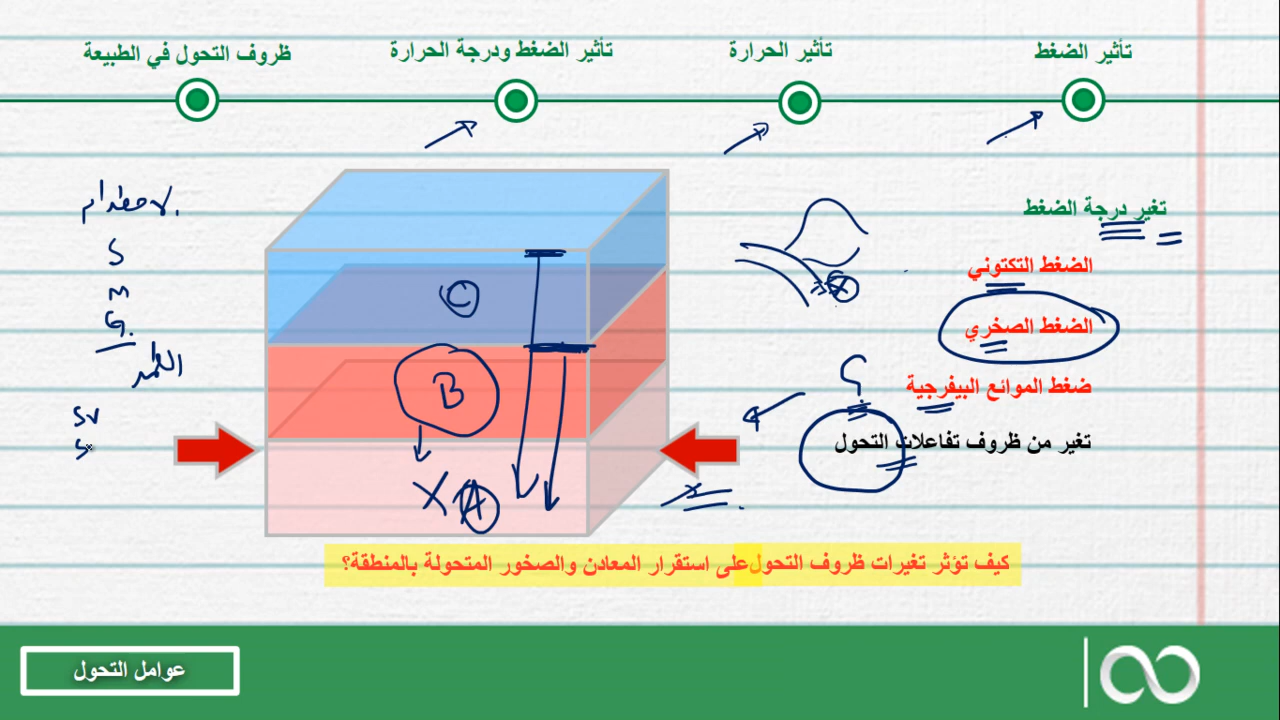 تأثير الضغط
تأثير الحرارة
تأثير الضغط ودرجة الحرارة
ظروف التحول في الطبيعة
تغير درجة الضغط
الضغط التكتوني
الضغط الصخري
ضغط الموائع البيفرجية
تغير من ظروف تفاعلات التحول
S
M
G.
الطمر
SV
S
C
B
X A
كيف تؤثر تغيرات ظروف التحول على استقرار المعادن والصخور المتحولة بالمنطقة؟
عوامل التحول